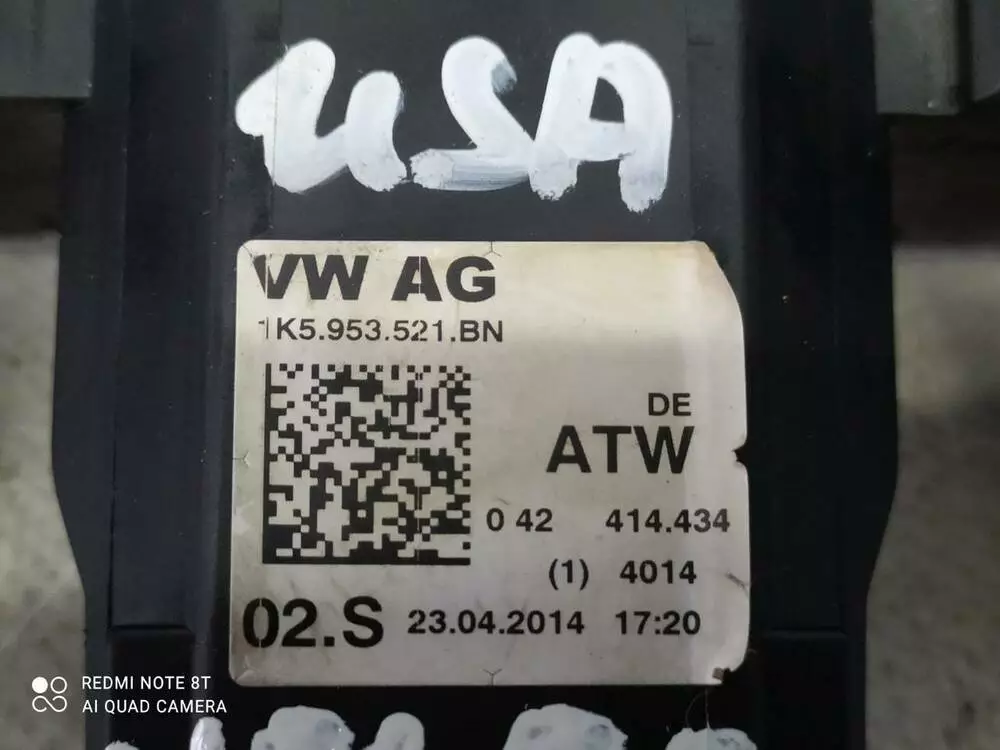 USA
VW AG
1K5.953.521.BN
DE
ATW
0 42 414.434
(1) 4014
02.S 23.04.2014 17:20
REDMI NOTE 8T
AI QUAD CAMERA